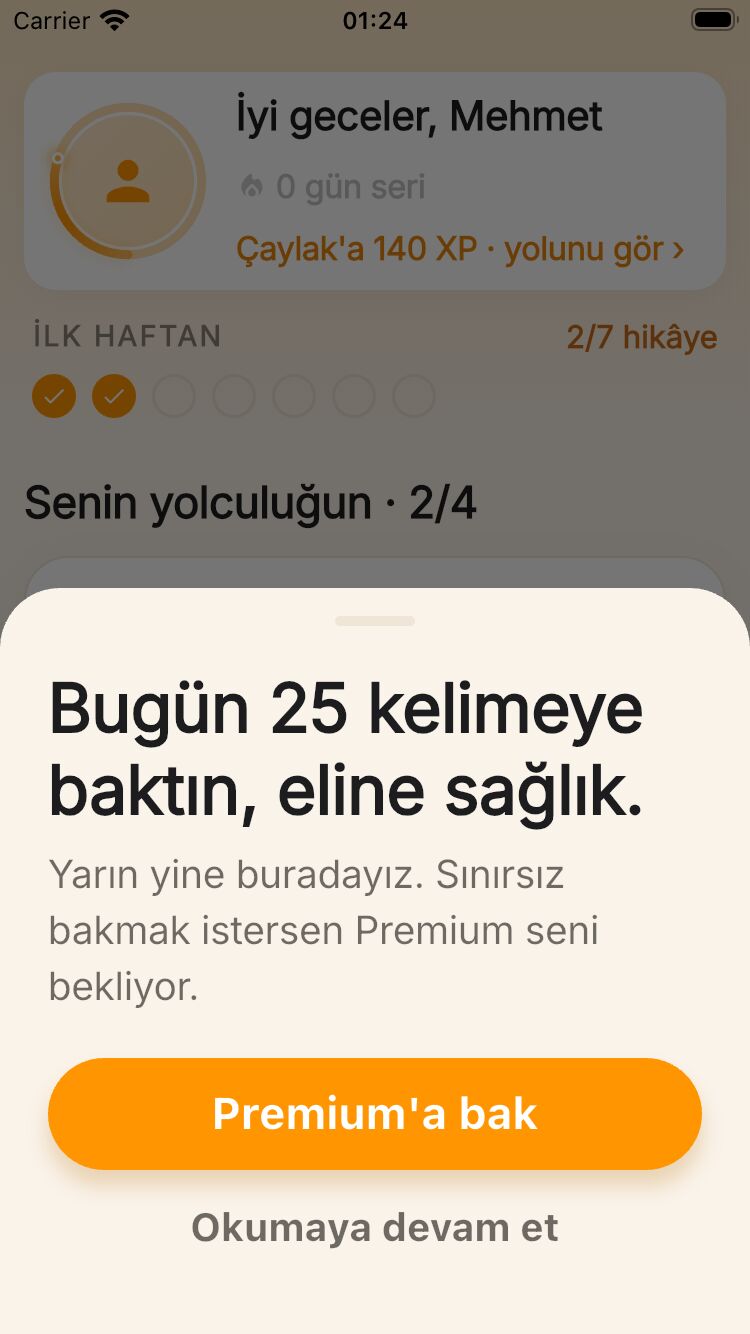 Carrier 01:24
İyi geceler, Mehmet
0 gün seri
Çaylak'a 140 XP · yolunu gör ›
İLK HAFTAN 2/7 hikâye
Senin yolculuğun · 2/4
Bugün 25 kelimeye
baktın, eline sağlık.
Yarın yine buradayız. Sınırsız
bakmak istersen Premium seni
bekliyor.
Premium'a bak
Okumaya devam et